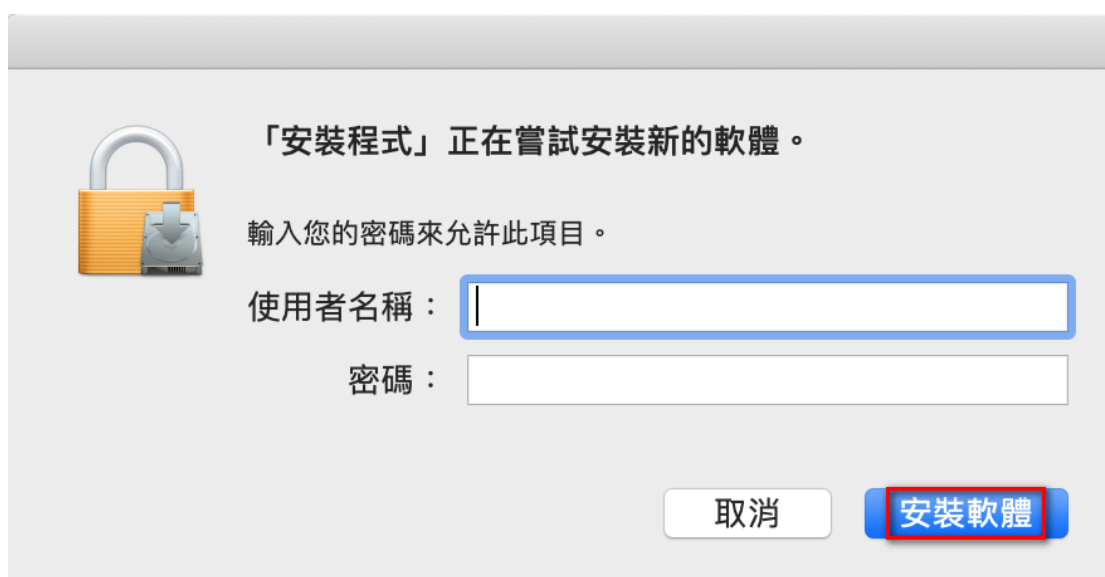 「安裝程式」正在嘗試安裝新的軟體。
輸入您的密碼來允許此項目。
使用者名稱：
密碼：
取消
安裝軟體